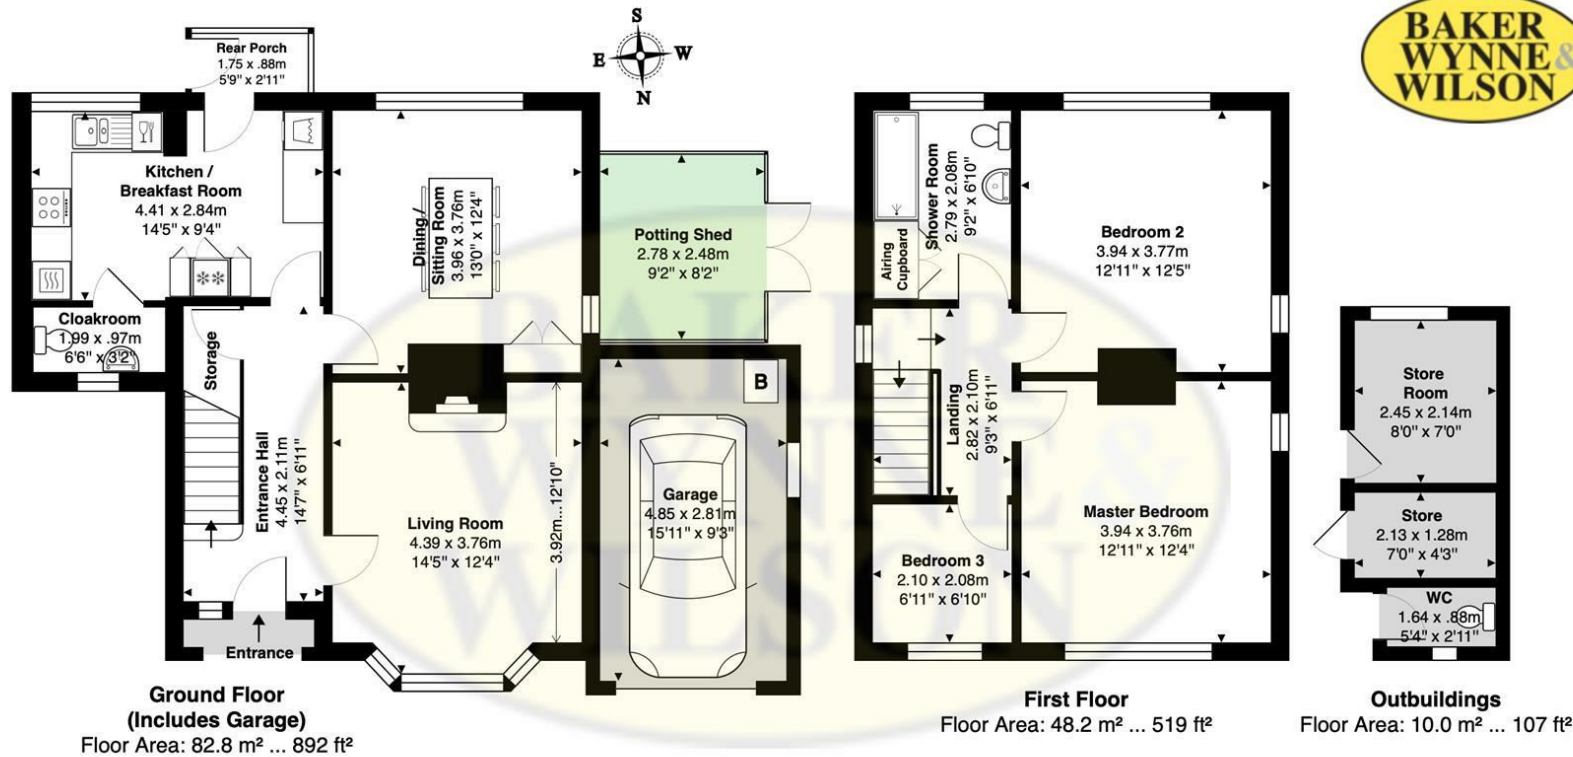 BAKER
WYNNE &
WILSON
S
E
W
N
Rear Porch
1.75 x .88m
5'9" x 2'11"
Kitchen /
Breakfast Room
4.41 x 2.84m
14'5" x 9'4"
Dining /
Sitting Room
3.96 x 3.76m
13'0" x 12'4"
Potting Shed
2.78 x 2.48m
9'2" x 8'2"
Cloakroom
1.99 x .97m
6'6" x 3'2"
Storage
Entrance Hall
4.45 x 2.11m
14'7" x 6'11"
Living Room
4.39 x 3.76m
14'5" x 12'4"
3.92m...12'10"
B
Garage
4.85 x 2.81m
15'11" x 9'3"
Entrance
Ground Floor
(Includes Garage)
Floor Area: 82.8 m² ... 892 ft²
Shower Room
2.79 x 2.08m
9'2" x 6'10"
Airing
Cupboard
Bedroom 2
3.94 x 3.77m
12'11" x 12'5"
Landing
2.82 x 2.10m
9'3" x 6'11"
Master Bedroom
3.94 x 3.76m
12'11" x 12'4"
Bedroom 3
2.10 x 2.08m
6'11" x 6'10"
First Floor
Floor Area: 48.2 m² ... 519 ft²
Store
Room
2.45 x 2.14m
8'0" x 7'0"
Store
2.13 x 1.28m
7'0" x 4'3"
WC
1.64 x .88m
5'4" x 2'11"
Outbuildings
Floor Area: 10.0 m² ... 107 ft²
BAKER
WYNNE &
WILSON